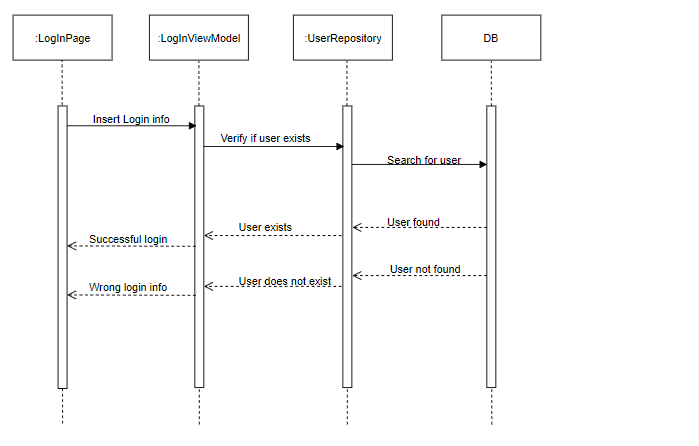 :LogInPage
:LogInViewModel
:UserRepository
DB
Insert Login info
Verify if user exists
Search for user
User found
User exists
Successful login
User not found
User does not exist
Wrong login info